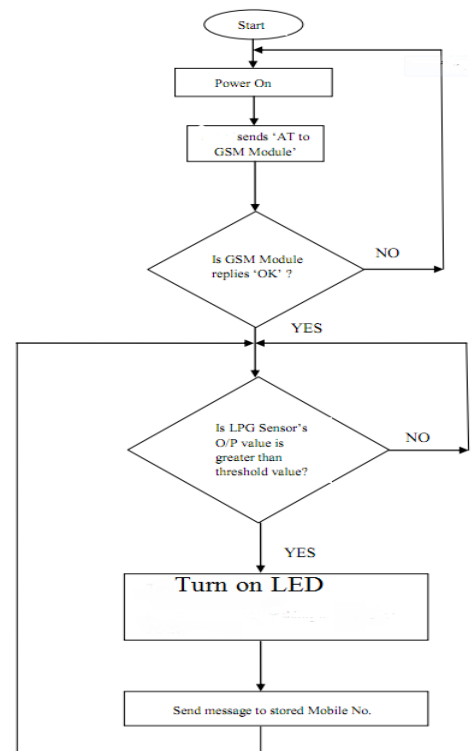 Start
Power On
sends ‘AT to
GSM Module’
Is GSM Module
replies ‘OK’ ?
NO
YES
Is LPG Sensor’s
O/P value is
greater than
threshold value?
NO
YES
Turn on LED
Send message to stored Mobile No.